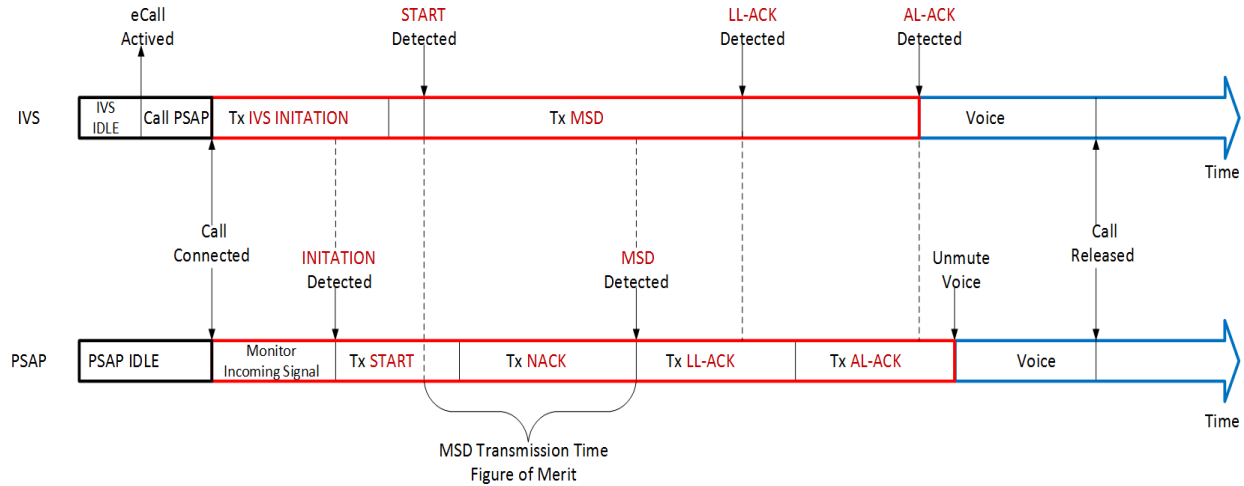 eCall
Actived
START
Detected
LL-ACK
Detected
AL-ACK
Detected
IVS
IVS
IDLE
Call PSAP
Tx IVS INITATION
Tx MSD
Voice
Time
Call
Connected
INITATION
Detected
MSD
Detected
Unmute
Voice
Call
Released
PSAP
PSAP IDLE
Monitor
Incoming Signal
Tx START
Tx NACK
Tx LL-ACK
Tx AL-ACK
Voice
Time
MSD Transmission Time
Figure of Merit